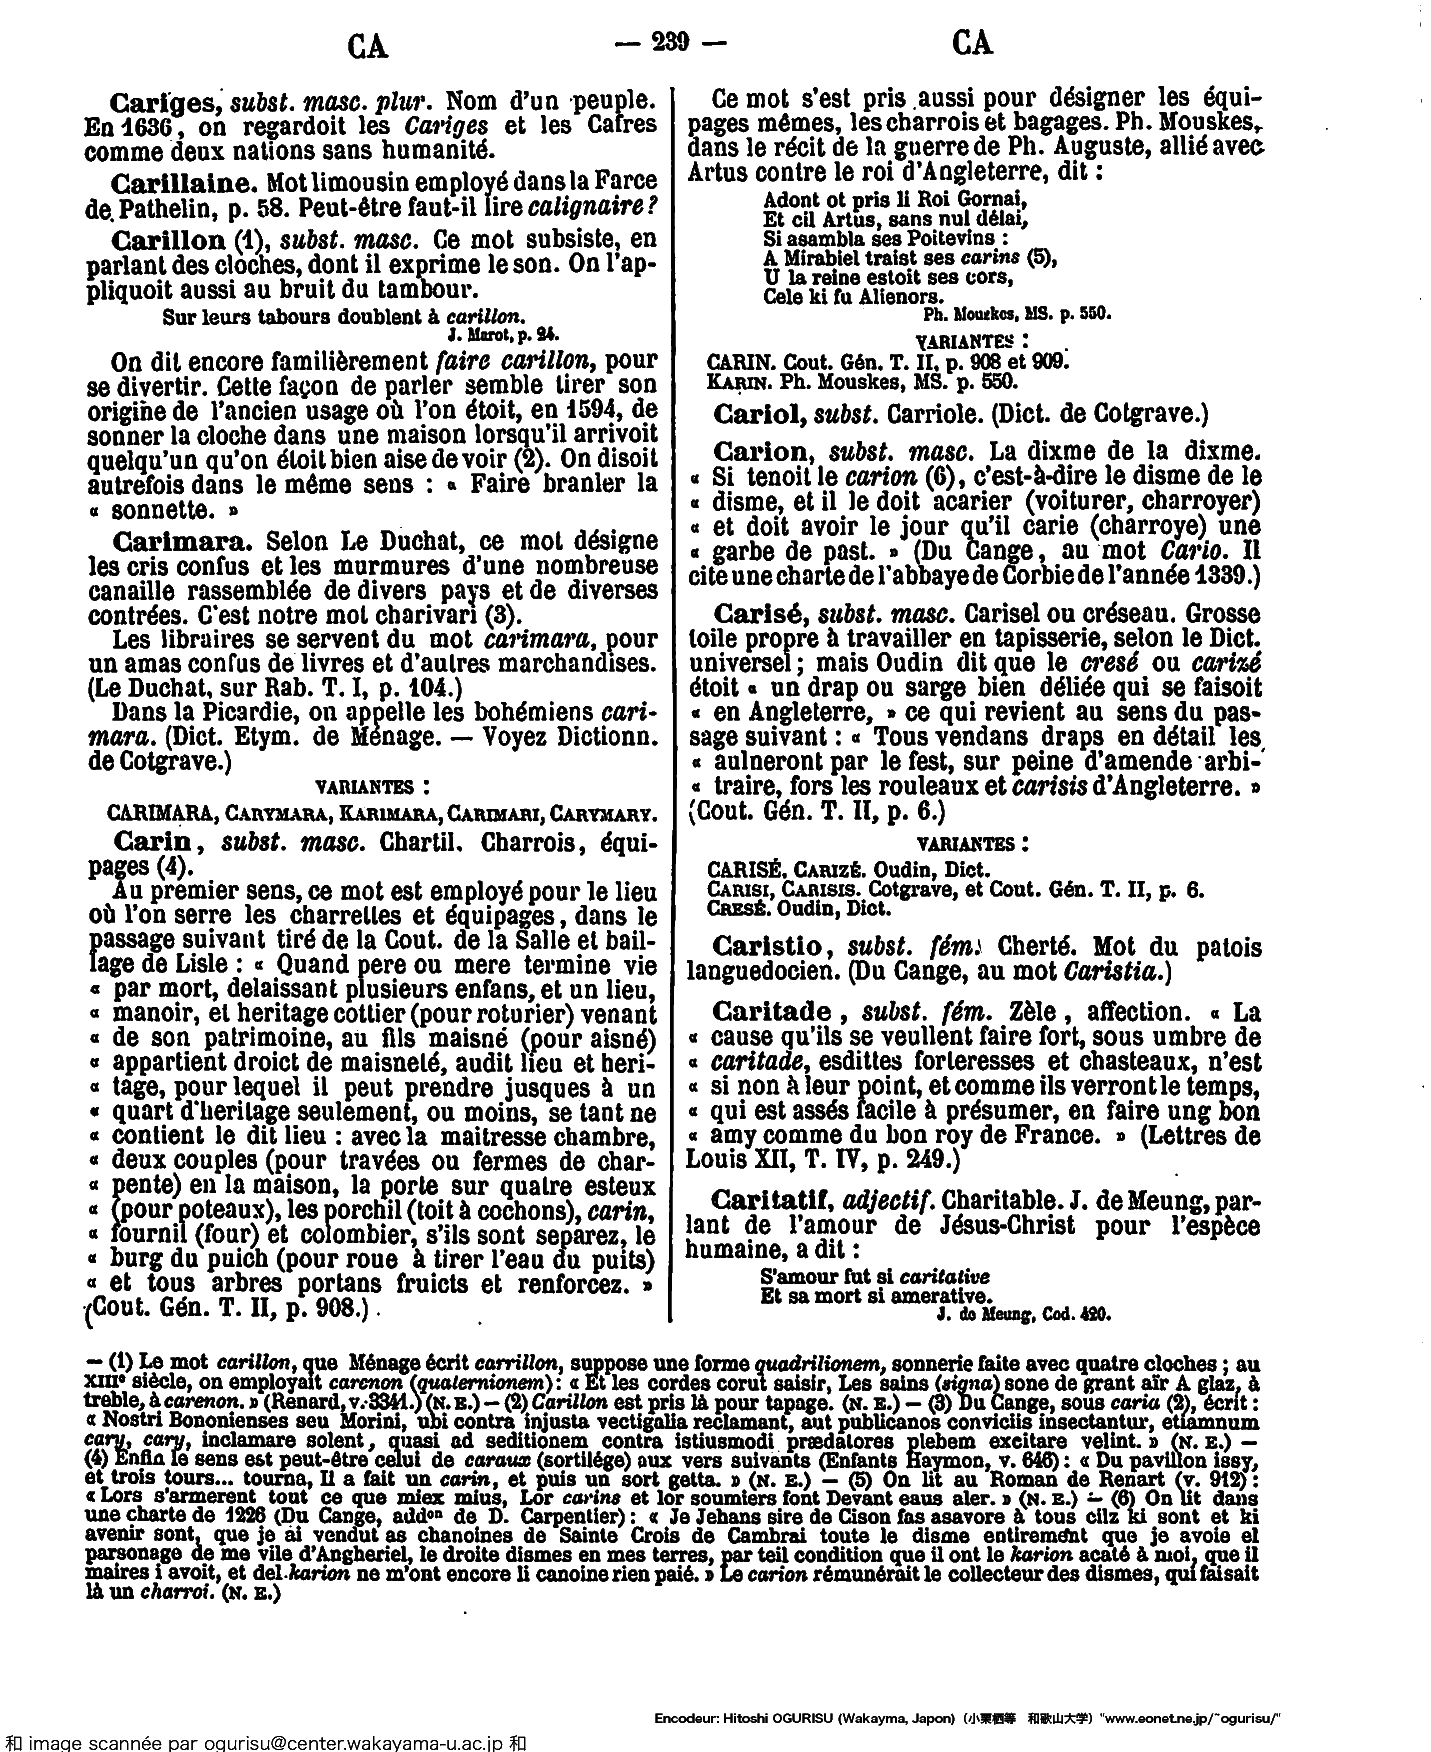 CA — 239 — CA
Cariges, subst. masc. plur. Nom d'un peuple.
En 1636, on regardoit les Cariges et les Cafres
comme deux nations sans humanité.
Carillaine. Mot limousin employé dans la Farce
de Pathelin, p. 58. Peut-être faut-il lire calignaire?
Carillon (1), subst. masc. Ce mot subsiste, en
parlant des cloches, dont il exprime le son. On l'ap-
pliquoit aussi au bruit du tambour.
Sur leurs tabours doublent à carillon.
J. Marot, p. 24.
On dit encore familièrement faire carillon, pour
se divertir. Cette façon de parler semble tirer son
origine de l'ancien usage où l'on étoit, en 1594, de
sonner la cloche dans une maison lorsqu'il arrivoit
quelqu'un qu'on étoit bien aise de voir (2). On disoit
autrefois dans le même sens : « Faire branler la
« sonnette. »
Carimara. Selon Le Duchat, ce mot désigne
les cris confus et les murmures d'une nombreuse
canaille rassemblée de divers pays et de diverses
contrées. C'est notre mot charivari (3).
Les libraires se servent du mot carimara, pour
un amas confus de livres et d'autres marchandises.
(Le Duchat, sur Rab. T. I, p. 104.)
Dans la Picardie, on appelle les bohémiens cari-
mara. (Dict. Etym. de Ménage. — Voyez Dictionn.
de Cotgrave.)
VARIANTES :
CARIMARA, CARYMARA, KARIMARA, CARIMARI, CARYMARY.
Carin, subst. masc. Chartil. Charrois, équi-
pages (4).
Au premier sens, ce mot est employé pour le lieu
où l'on serre les charrettes et équipages, dans le
passage suivant tiré de la Cout. de la Salle et bail-
lage de Lisle : « Quand pere ou mere termine vie
« par mort, delaissant plusieurs enfans, et un lieu,
« manoir, et heritage cottier (pour roturier) venant
« de son patrimoine, au fils maisné (pour aisné)
« appartient droict de maisneté, audit lieu et heri-
« tage, pour lequel il peut prendre jusques à un
« quart d'heritage seulement, ou moins, se tant ne
« contient le dit lieu : avec la maitresse chambre,
« deux couples (pour travées ou fermes de char-
« pente) en la maison, la porte sur quatre esteux
« (pour poteaux), les porchil (toit à cochons), carin,
« fournil (four) et colombier, s'ils sont separez, le
« burg du puich (pour roue à tirer l'eau du puits)
« et tous arbres portans fruicts et renforcez. »
(Cout. Gén. T. II, p. 908.)
Ce mot s'est pris aussi pour désigner les équi-
pages mêmes, les charrois et bagages. Ph. Mouskes,
dans le récit de la guerre de Ph. Auguste, allié avec
Artus contre le roi d'Angleterre, dit :
Adont ot pris li Roi Gornai,
Et cil Artus, sans nul délai,
Si asambla ses Poitevins :
A Mirabiel traist ses carins (5),
U la reine estoit ses cors,
Cele ki fu Alienors.
Ph. Mouskes, MS. p. 550.
VARIANTES :
CARIN. Cout. Gén. T. II, p. 908 et 909.
KARIN. Ph. Mouskes, MS. p. 550.
Cariol, subst. Carriole. (Dict. de Cotgrave.)
Carion, subst. masc. La dixme de la dixme.
« Si tenoit le carion (6), c'est-à-dire le disme de le
« disme, et il le doit acarier (voiturer, charroyer)
« et doit avoir le jour qu'il carie (charroye) une
« garbe de past. » (Du Cange, au mot Cario. Il
cite une charte de l'abbaye de Corbie de l'année 1339.)
Carisé, subst. masc. Carisel ou créseau. Grosse
toile propre à travailler en tapisserie, selon le Dict.
universel ; mais Oudin dit que le cresé ou carizé
étoit « un drap ou sarge bien déliée qui se faisoit
« en Angleterre, » ce qui revient au sens du pas-
sage suivant : « Tous vendans draps en détail les
« aulneront par le fest, sur peine d'amende arbi-
« traire, fors les rouleaux et carisis d'Angleterre. »
(Cout. Gén. T. II, p. 6.)
VARIANTES :
CARISÉ. CARIZÉ. Oudin, Dict.
CARISI, CARISIS. Cotgrave, et Cout. Gén. T. II, p. 6.
CRESÉ. Oudin, Dict.
Caristio, subst. fém. Cherté. Mot du patois
languedocien. (Du Cange, au mot Caristia.)
Caritade, subst. fém. Zèle, affection. « La
« cause qu'ils se veullent faire fort, sous umbre de
« caritade, esdittes forteresses et chasteaux, n'est
« si non à leur point, et comme ils verront le temps,
« qui est assés facile à présumer, en faire ung bon
« amy comme du bon roy de France. » (Lettres de
Louis XII, T. IV, p. 249.)
Caritatif, adjectif. Charitable. J. de Meung, par-
lant de l'amour de Jésus-Christ pour l'espèce
humaine, a dit :
S'amour fut si caritative
Et sa mort si amerative.
J. de Meung, Cod. 420.
— (1) Le mot carillon, que Ménage écrit carrillon, suppose une forme quadrilionem, sonnerie faite avec quatre cloches ; au
XIIIe siècle, on employait carenon (quaternionem) : « Et les cordes corut saisir, Les sains (signa) sone de grant aïr A glaz, à
treble, à carenon. » (Renard, v. 3341.) (N. E.) — (2) Carillon est pris là pour tapage. (N. E.) — (3) Du Cange, sous caria (2), écrit :
« Nostri Bononienses seu Morini, ubi contra injusta vectigalia reclamant, aut publicanos conviciis insectantur, etiamnum
cary, cary, inclamare solent, quasi ad seditionem contra istiusmodi prædatores plebem excitare velint. » (N. E.) —
(4) Enfin le sens est peut-être celui de caraux (sortilége) aux vers suivants (Enfants Haymon, v. 646) : « Du pavillon issy,
et trois tours... tourna, Il a fait un carin, et puis un sort getta. » (N. E.) — (5) On lit au Roman de Renart (v. 912) :
« Lors s'armerent tout ce que miex mius, Lor carins et lor soumiers font Devant eaus aler. » (N. E.) — (6) On lit dans
une charte de 1226 (Du Cange, addon de D. Carpentier) : « Je Jehans sire de Cison fas asavore à tous cilz ki sont et ki
avenir sont, que je ai vendut as chanoines de Sainte Crois de Cambrai toute le disme entirement que je avoie el
parsonage de me vile d'Angheriel, le droite dismes en mes terres, par teil condition que il ont le karion acaté à moi, que il
maires i avoit, et del karion ne m'ont encore li canoine rien paié. » Le carion rémunérait le collecteur des dismes, qui faisait
là un charroi. (N. E.)
Encodeur: Hitoshi OGURISU (Wakayma, Japon) (小栗栖等 和歌山大学) "www.eonet.ne.jp/~ogurisu/"
和 image scannée par ogurisu@center.wakayama-u.ac.jp 和